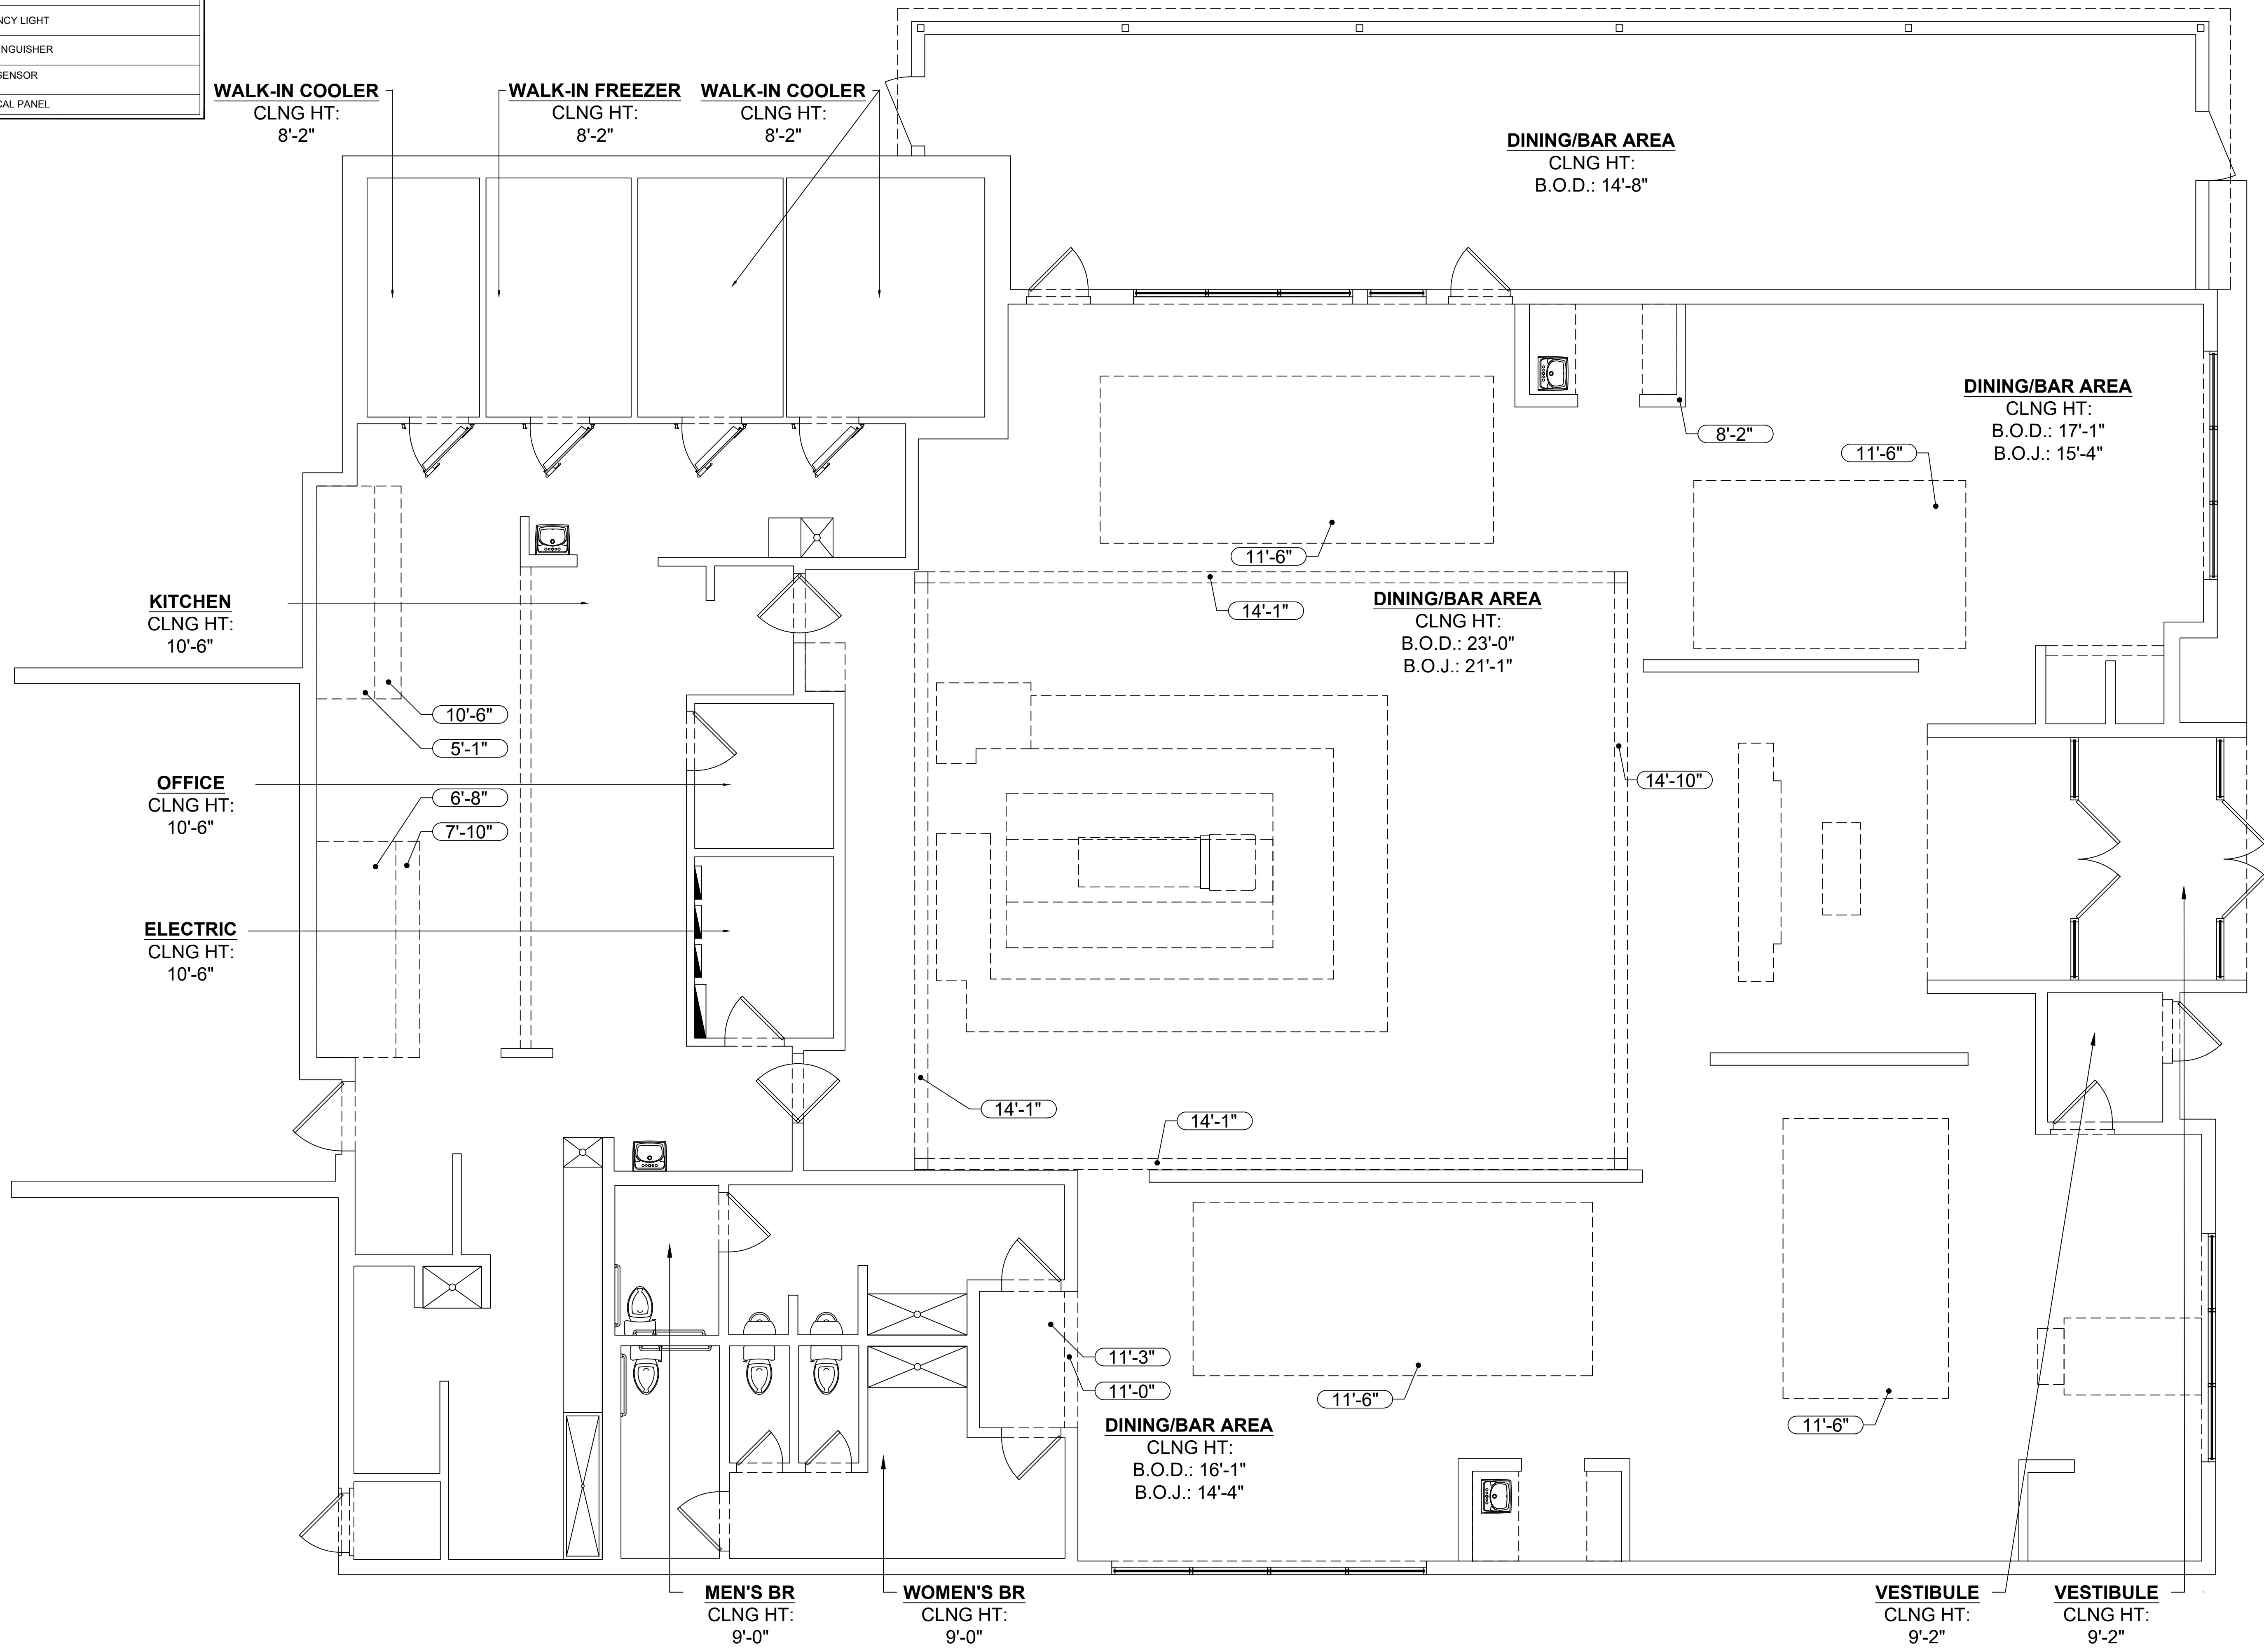 NCY LIGHT
NGUISHER
SENSOR
CAL PANEL
WALK-IN COOLER
CLNG HT:
8'-2"
WALK-IN FREEZER
CLNG HT:
8'-2"
WALK-IN COOLER
CLNG HT:
8'-2"
DINING/BAR AREA
CLNG HT:
B.O.D.: 14'-8"
DINING/BAR AREA
CLNG HT:
B.O.D.: 17'-1"
B.O.J.: 15'-4"
8'-2"
11'-6"
11'-6"
14'-1"
DINING/BAR AREA
CLNG HT:
B.O.D.: 23'-0"
B.O.J.: 21'-1"
KITCHEN
CLNG HT:
10'-6"
10'-6"
5'-1"
OFFICE
CLNG HT:
10'-6"
6'-8"
7'-10"
14'-10"
ELECTRIC
CLNG HT:
10'-6"
14'-1"
14'-1"
11'-3"
11'-0"
11'-6"
11'-6"
DINING/BAR AREA
CLNG HT:
B.O.D.: 16'-1"
B.O.J.: 14'-4"
MEN'S BR
CLNG HT:
9'-0"
WOMEN'S BR
CLNG HT:
9'-0"
VESTIBULE
CLNG HT:
9'-2"
VESTIBULE
CLNG HT:
9'-2"